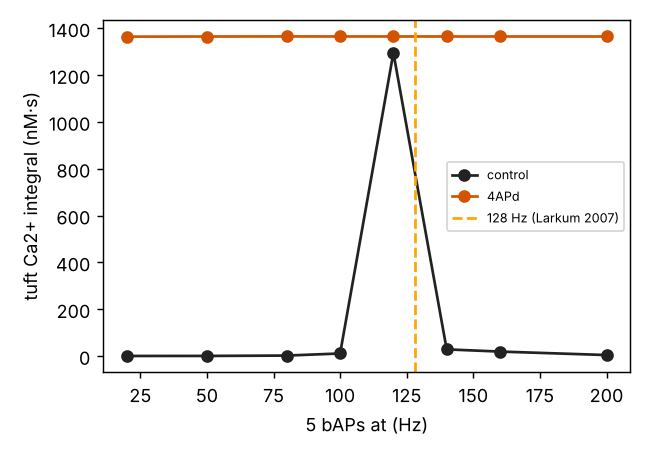 1400
1200
1000
800
600
400
200
0
tuft Ca2+ integral (nM·s)
control
4APd
128 Hz (Larkum 2007)
25 50 75 100 125 150 175 200
5 bAPs at (Hz)